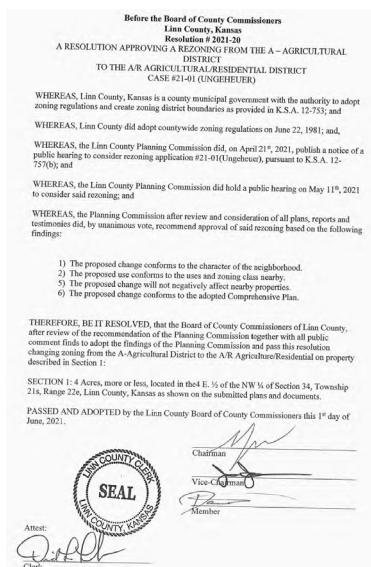 Before the Board of County Commissioners
Linn County, Kansas
Resolution # 2021-20
A RESOLUTION APPROVING A REZONING FROM THE A – AGRICULTURAL
DISTRICT
TO THE A/R AGRICULTURAL/RESIDENTIAL DISTRICT
CASE #21-01 (UNGEHEUER)
WHEREAS, Linn County, Kansas is a county municipal government with the authority to adopt
zoning regulations and create zoning district boundaries as provided in K.S.A. 12-753; and
WHEREAS, Linn County did adopt countywide zoning regulations on June 22, 1981; and,
WHEREAS, the Linn County Planning Commission did, on April 21st, 2021, publish a notice of a
public hearing to consider rezoning application #21-01(Ungeheuer), pursuant to K.S.A. 12-
757(b); and
WHEREAS, the Linn County Planning Commission did hold a public hearing on May 11th, 2021
to consider said rezoning; and
WHEREAS, the Planning Commission after review and consideration of all plans, reports and
testimonies did, by unanimous vote, recommend approval of said rezoning based on the following
findings:
1) The proposed change conforms to the character of the neighborhood.
2) The proposed use conforms to the uses and zoning class nearby.
5) The proposed change will not negatively affect nearby properties.
6) The proposed change conforms to the adopted Comprehensive Plan.
THEREFORE, BE IT RESOLVED, that the Board of County Commissioners of Linn County,
after review of the recommendation of the Planning Commission together with all public
comment finds to adopt the findings of the Planning Commission and pass this resolution
changing zoning from the A-Agricultural District to the A/R Agriculture/Residential on property
described in Section 1:
SECTION 1: 4 Acres, more or less, located in the4 E. ½ of the NW ¼ of Section 34, Township
21s, Range 22e, Linn County, Kansas as shown on the submitted plans and documents.
PASSED AND ADOPTED by the Linn County Board of County Commissioners this 1st day of
June, 2021.
Chairman
Vice-Chairman
Member
LINN COUNTY CLERK
SEAL
LINN COUNTY, KANSAS
Attest:
Clerk